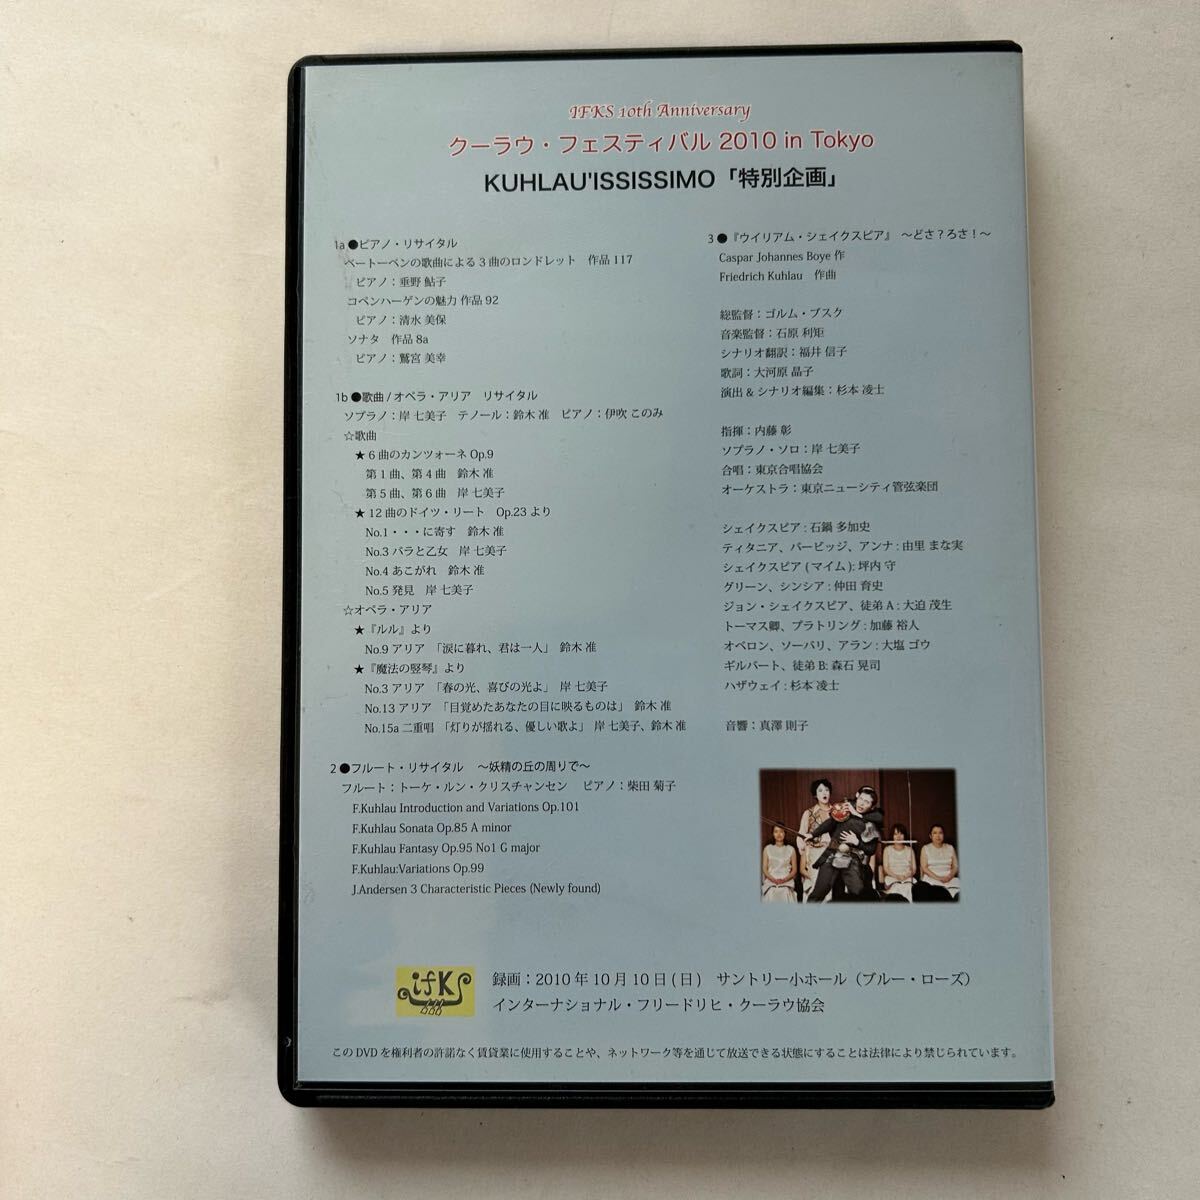 IFKS 10th Anniversary
クーラウ・フェスティバル 2010 in Tokyo
KUHLAU'ISSISSIMO「特別企画」
1a ●ピアノ・リサイタル
ベートーベンの歌曲による３曲のロンドレット　作品 117
ピアノ：垂野 鮎子
コペンハーゲンの魅力 作品 92
ピアノ：清水 美保
ソナタ　作品 8a
ピアノ：鷲宮 美幸
1b ●歌曲 / オペラ・アリア　リサイタル
ソプラノ：岸 七美子　テノール：鈴木 准　ピアノ：伊吹 このみ
☆歌曲
★ 6 曲のカンツォーネ Op.9
第 1 曲、第 4 曲　鈴木 准
第 5 曲、第 6 曲　岸 七美子
★ 12 曲のドイツ・リート　Op.23 より
No.1・・・に寄す　鈴木 准
No.3 バラと乙女　岸 七美子
No.4 あこがれ　鈴木 准
No.5 発見　岸 七美子
☆オペラ・アリア
★『ルル』より
No.9 アリア　「涙に暮れ、君は一人」　鈴木 准
★『魔法の竪琴』より
No.3 アリア　「春の光、喜びの光よ」　岸 七美子
No.13 アリア　「目覚めたあなたの目に映るものは」　鈴木 准
No.15a 二重唱　「灯りが揺れる、優しい歌よ」　岸 七美子、鈴木 准
2 ●フルート・リサイタル　〜妖精の丘の周りで〜
フルート：トーケ・ルン・クリスチャンセン　ピアノ：柴田 菊子
F.Kuhlau Introduction and Variations Op.101
F.Kuhlau Sonata Op.85 A minor
F.Kuhlau Fantasy Op.95 No1 G major
F.Kuhlau:Variations Op.99
J.Andersen 3 Characteristic Pieces (Newly found)
3 ●『ウイリアム・シェイクスピア』　〜どさ？ろさ！〜
Caspar Johannes Boye 作
Friedrich Kuhlau　作曲
総監督：ゴルム・ブスク
音楽監督：石原 利矩
シナリオ翻訳：福井 信子
歌詞：大河原 晶子
演出 & シナリオ編集：杉本 凌士
指揮：内藤 彰
ソプラノ・ソロ：岸 七美子
合唱：東京合唱協会
オーケストラ：東京ニューシティ管弦楽団
シェイクスピア : 石鍋 多加史
ティタニア、バービッジ、アンナ : 由里 まな実
シェイクスピア ( マイム ): 坪内 守
グリーン、シンシア : 仲田 育史
ジョン・シェイクスピア、徒弟 A : 大迫 茂生
トーマス卿、ブラトリング : 加藤 裕人
オベロン、ソーバリ、アラン : 大塩 ゴウ
ギルバート、徒弟 B: 森石 晃司
ハザウェイ : 杉本 凌士
音響：真澤 則子
ifK
録画：2010 年 10 月 10 日 ( 日 )　サントリー小ホール（ブルー・ローズ）
インターナショナル・フリードリヒ・クーラウ協会
この DVD を権利者の許諾なく賃貸業に使用することや、ネットワーク等を通じて放送できる状態にすることは法律により禁じられています。